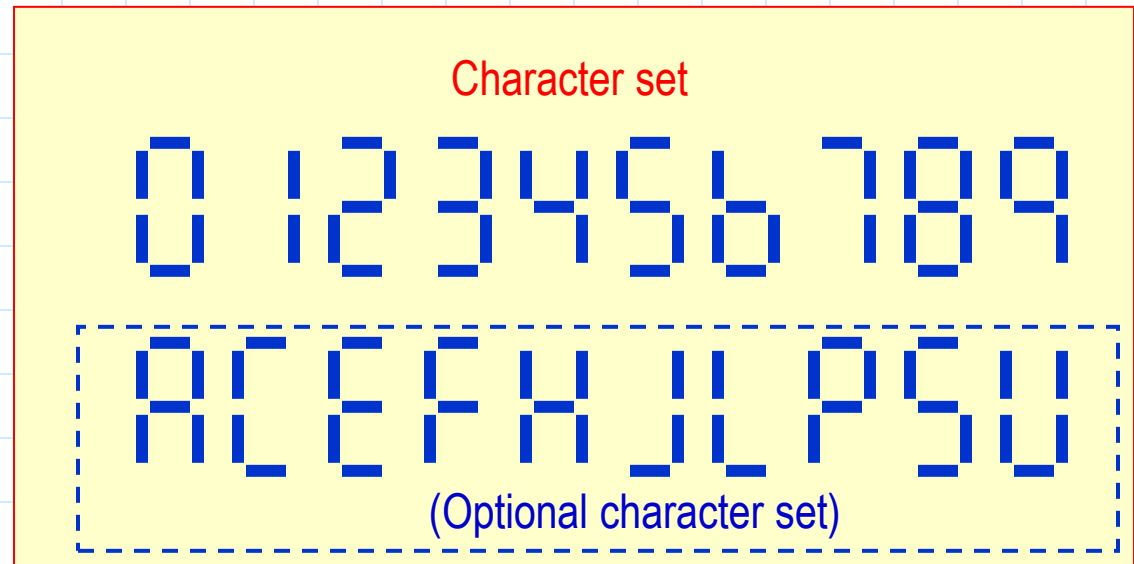 Character set
0 1 2 3 4 5 6 7 8 9
A C E F H J L P S U
(Optional character set)